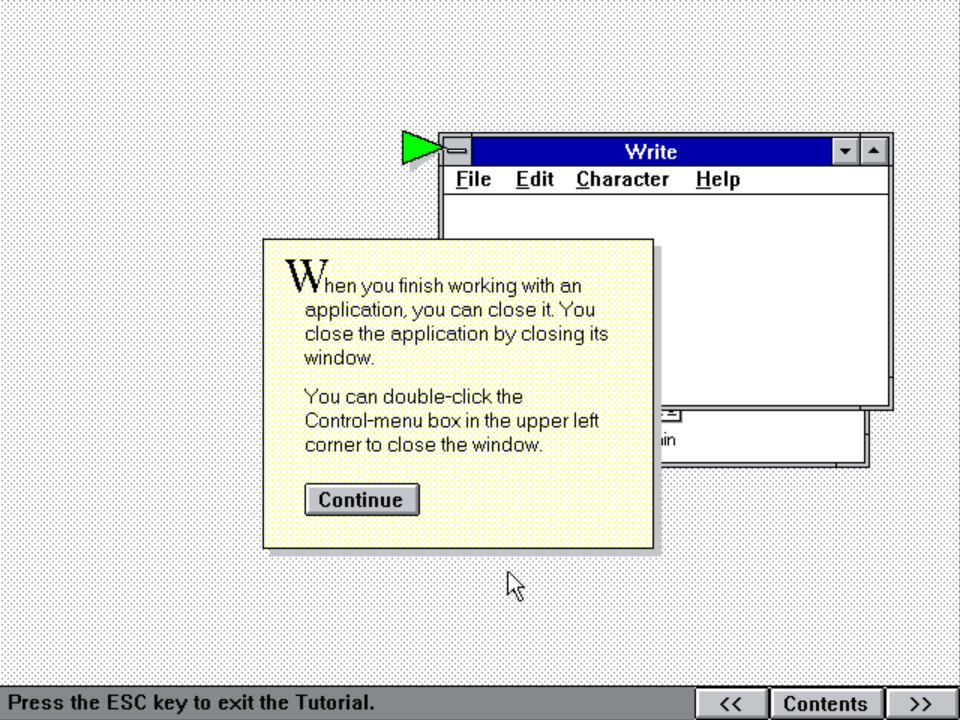 Write
File Edit Character Help
When you finish working with an
application, you can close it. You
close the application by closing its
window.
You can double-click the
Control-menu box in the upper left
corner to close the window.
Continue
Press the ESC key to exit the Tutorial.
<< Contents >>